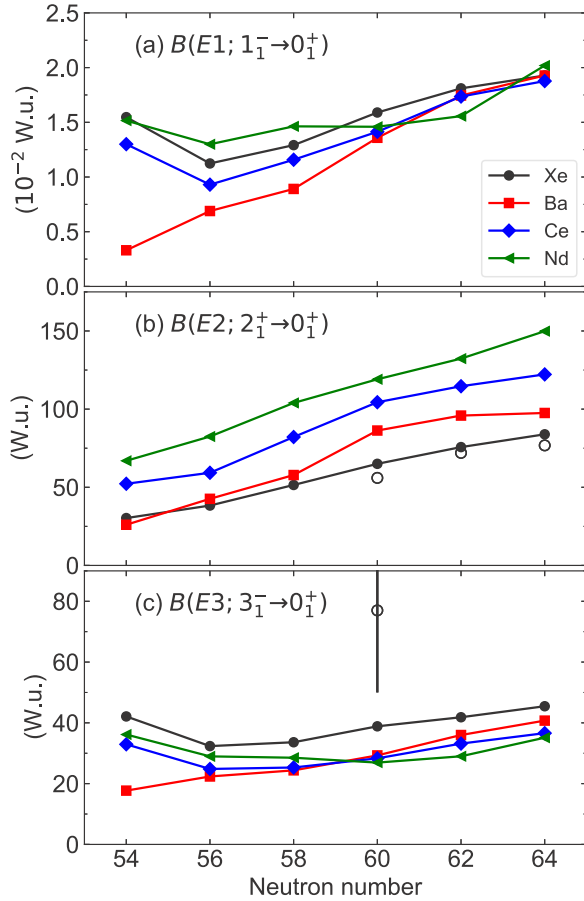 (a) B(E1; 1₁⁻→0₁⁺)
2.5
2.0
1.5
1.0
0.5
0.0
(10⁻² W.u.)
Xe
Ba
Ce
Nd
(b) B(E2; 2₁⁺→0₁⁺)
150
100
50
0
(W.u.)
(c) B(E3; 3₁⁻→0₁⁺)
80
60
40
20
0
(W.u.)
54 56 58 60 62 64
Neutron number